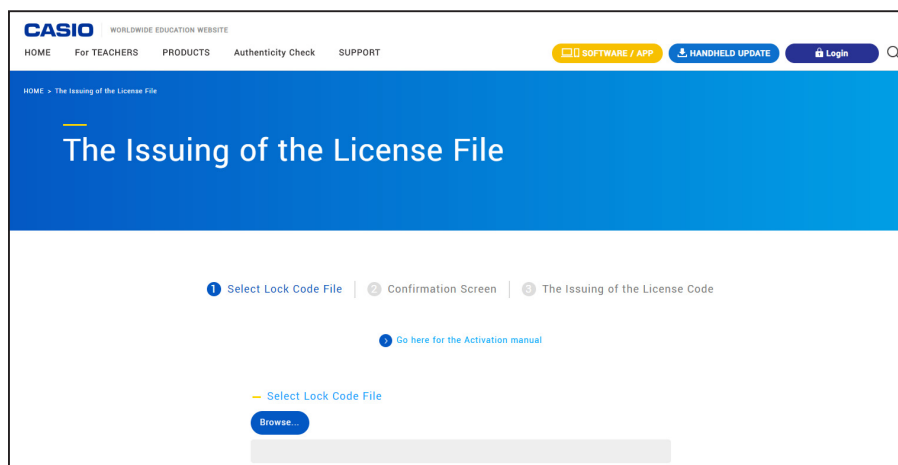 CASIO WORLDWIDE EDUCATION WEBSITE
HOME For TEACHERS PRODUCTS Authenticity Check SUPPORT SOFTWARE / APP HANDHELD UPDATE Login
HOME > The Issuing of the License File
The Issuing of the License File
1 Select Lock Code File 2 Confirmation Screen 3 The Issuing of the License Code
Go here for the Activation manual
Select Lock Code File
Browse...